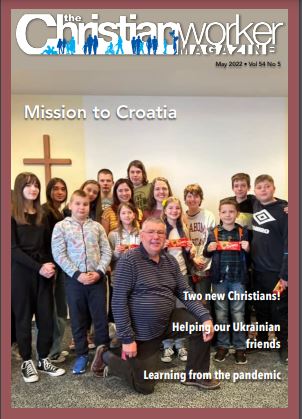 the
Christianworker
MAGAZINE
May 2022 • Vol 54 No 5
Mission to Croatia
Two new Christians!
Helping our Ukrainian
friends
Learning from the pandemic